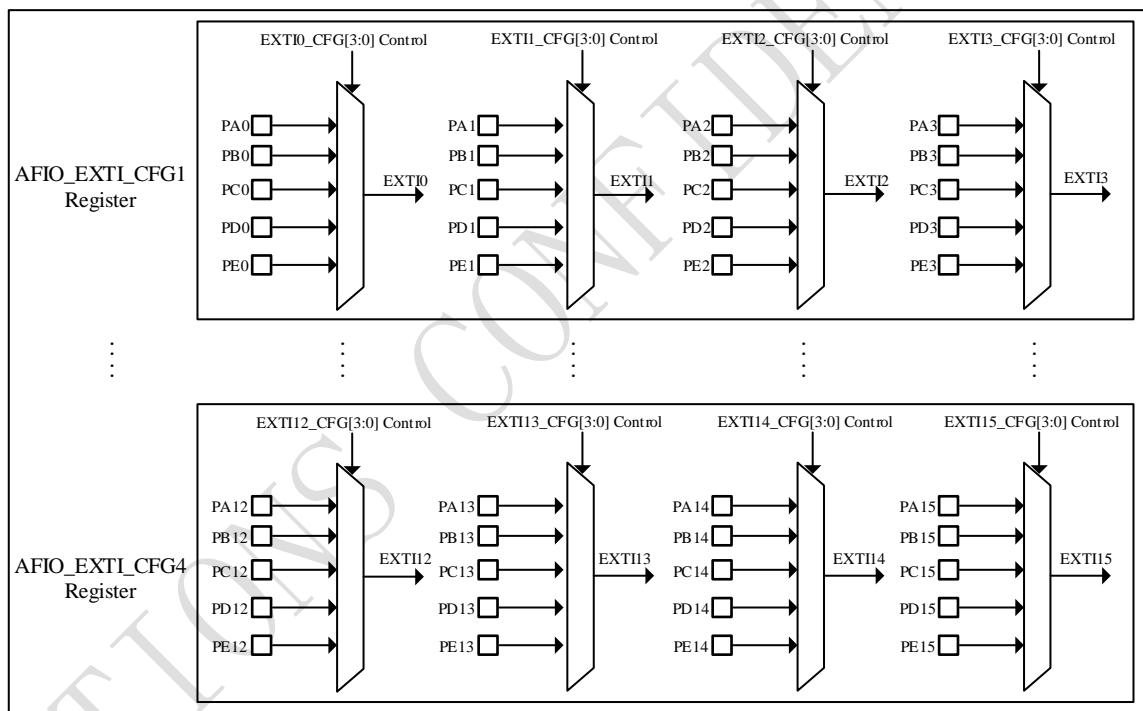 EXTI0_CFG[3:0] Control EXTI1_CFG[3:0] Control EXTI2_CFG[3:0] Control EXTI3_CFG[3:0] Control
PA0 PA1 PA2 PA3
PB0 PB1 PB2 PB3
AFIO_EXTI_CFG1
Register
PC0 EXTI0 PC1 EXTI1 PC2 EXTI2 PC3 EXTI3
PD0 PD1 PD2 PD3
PE0 PE1 PE2 PE3
EXTI12_CFG[3:0] Control EXTI13_CFG[3:0] Control EXTI14_CFG[3:0] Control EXTI15_CFG[3:0] Control
PA12 PA13 PA14 PA15
PB12 PB13 PB14 PB15
AFIO_EXTI_CFG4
Register
PC12 EXTI12 PC13 EXTI13 PC14 EXTI14 PC15 EXTI15
PD12 PD13 PD14 PD15
PE12 PE13 PE14 PE15